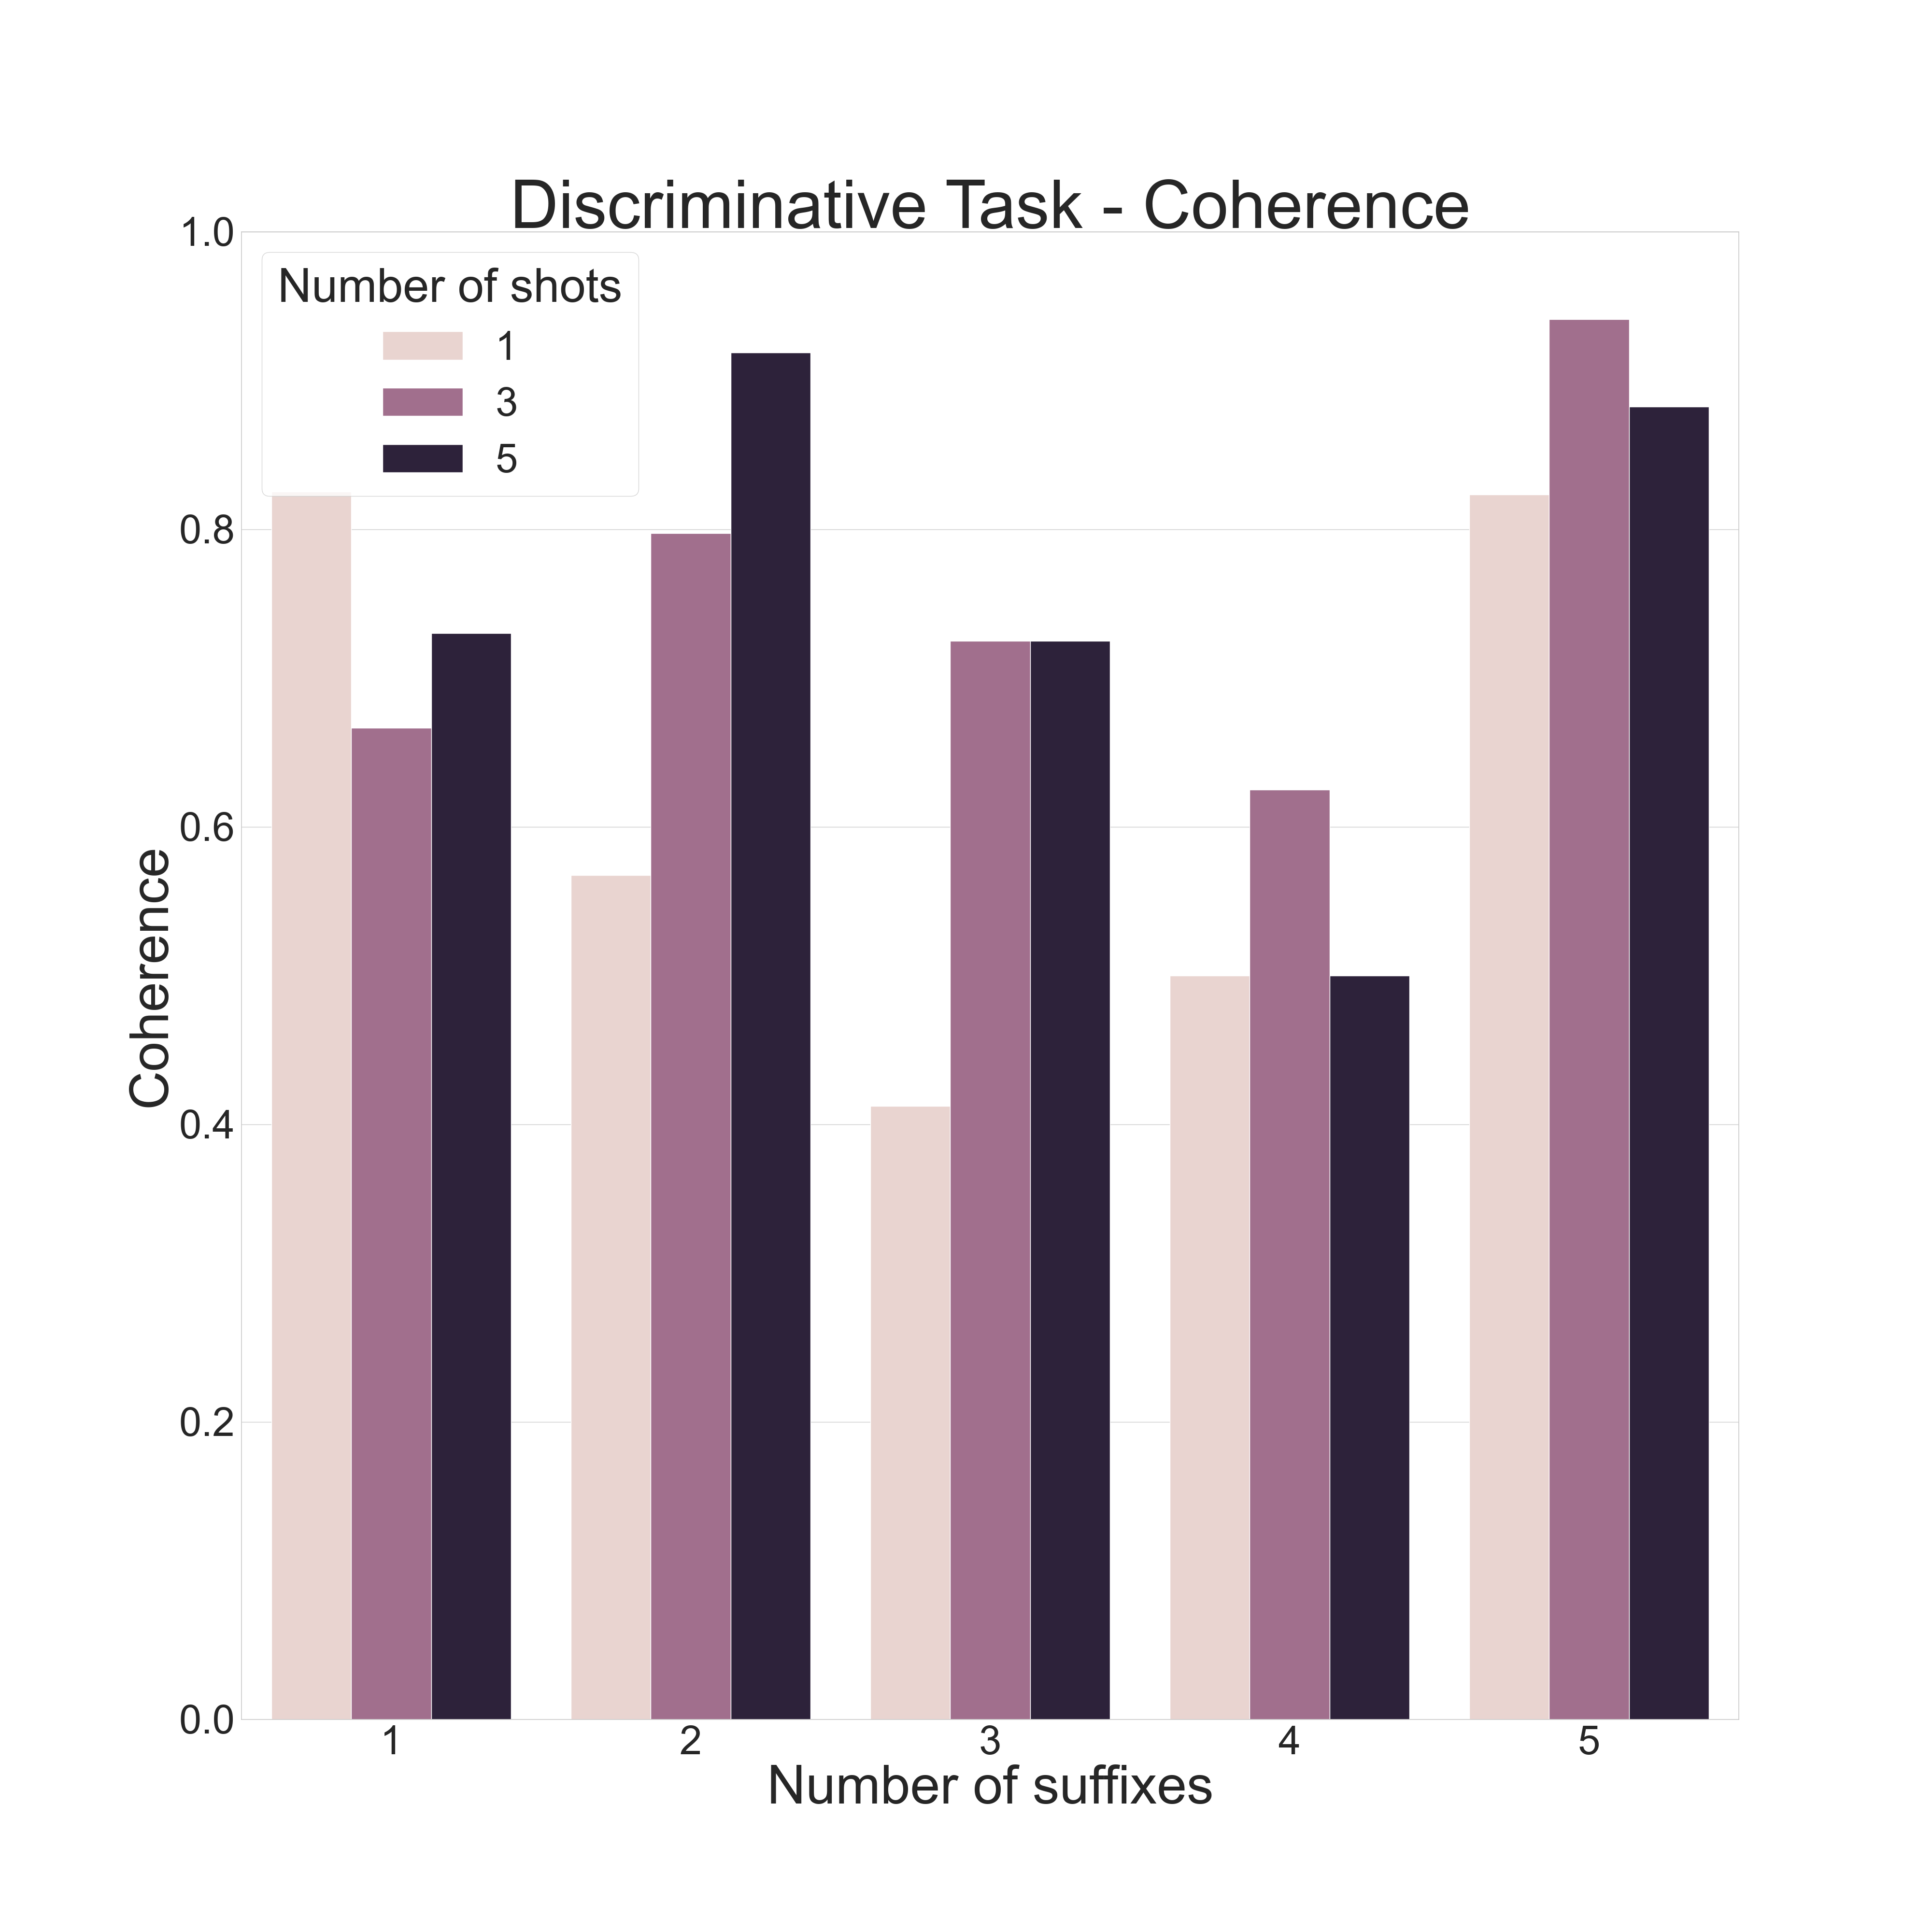 Discriminative Task - Coherence
1.0
Number of shots
1
3
5
0.8
0.6
0.4
0.2
0.0
Coherence
1 2 3 4 5
Number of suffixes